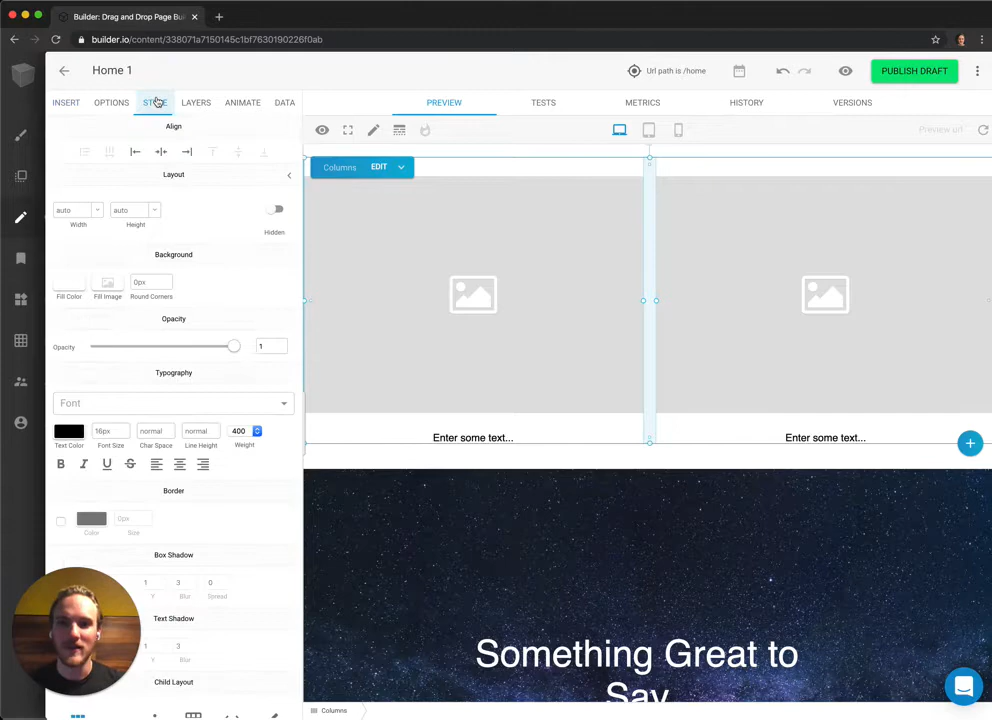 Builder: Drag and Drop Page Bui
builder.io/content/338071a7150145c1bf7630190226f0ab
Home 1
Url path is /home
PUBLISH DRAFT
INSERT OPTIONS LAYERS ANIMATE DATA
PREVIEW TESTS METRICS HISTORY VERSIONS
Preview url
Align
Columns EDIT
Layout
auto auto
Width Height
Hidden
Background
0px
Fill Color Fill Image Round Corners
Opacity
Opacity 1
Typography
Font
16px normal normal 400
Text Color Font Size Char Space Line Height Weight
B I U S
Enter some text... Enter some text...
Border
0px
Color Size
Box Shadow
1 3 0
Y Blur Spread
Text Shadow
1 3
Y Blur
Child Layout
Something Great to
Say
Columns